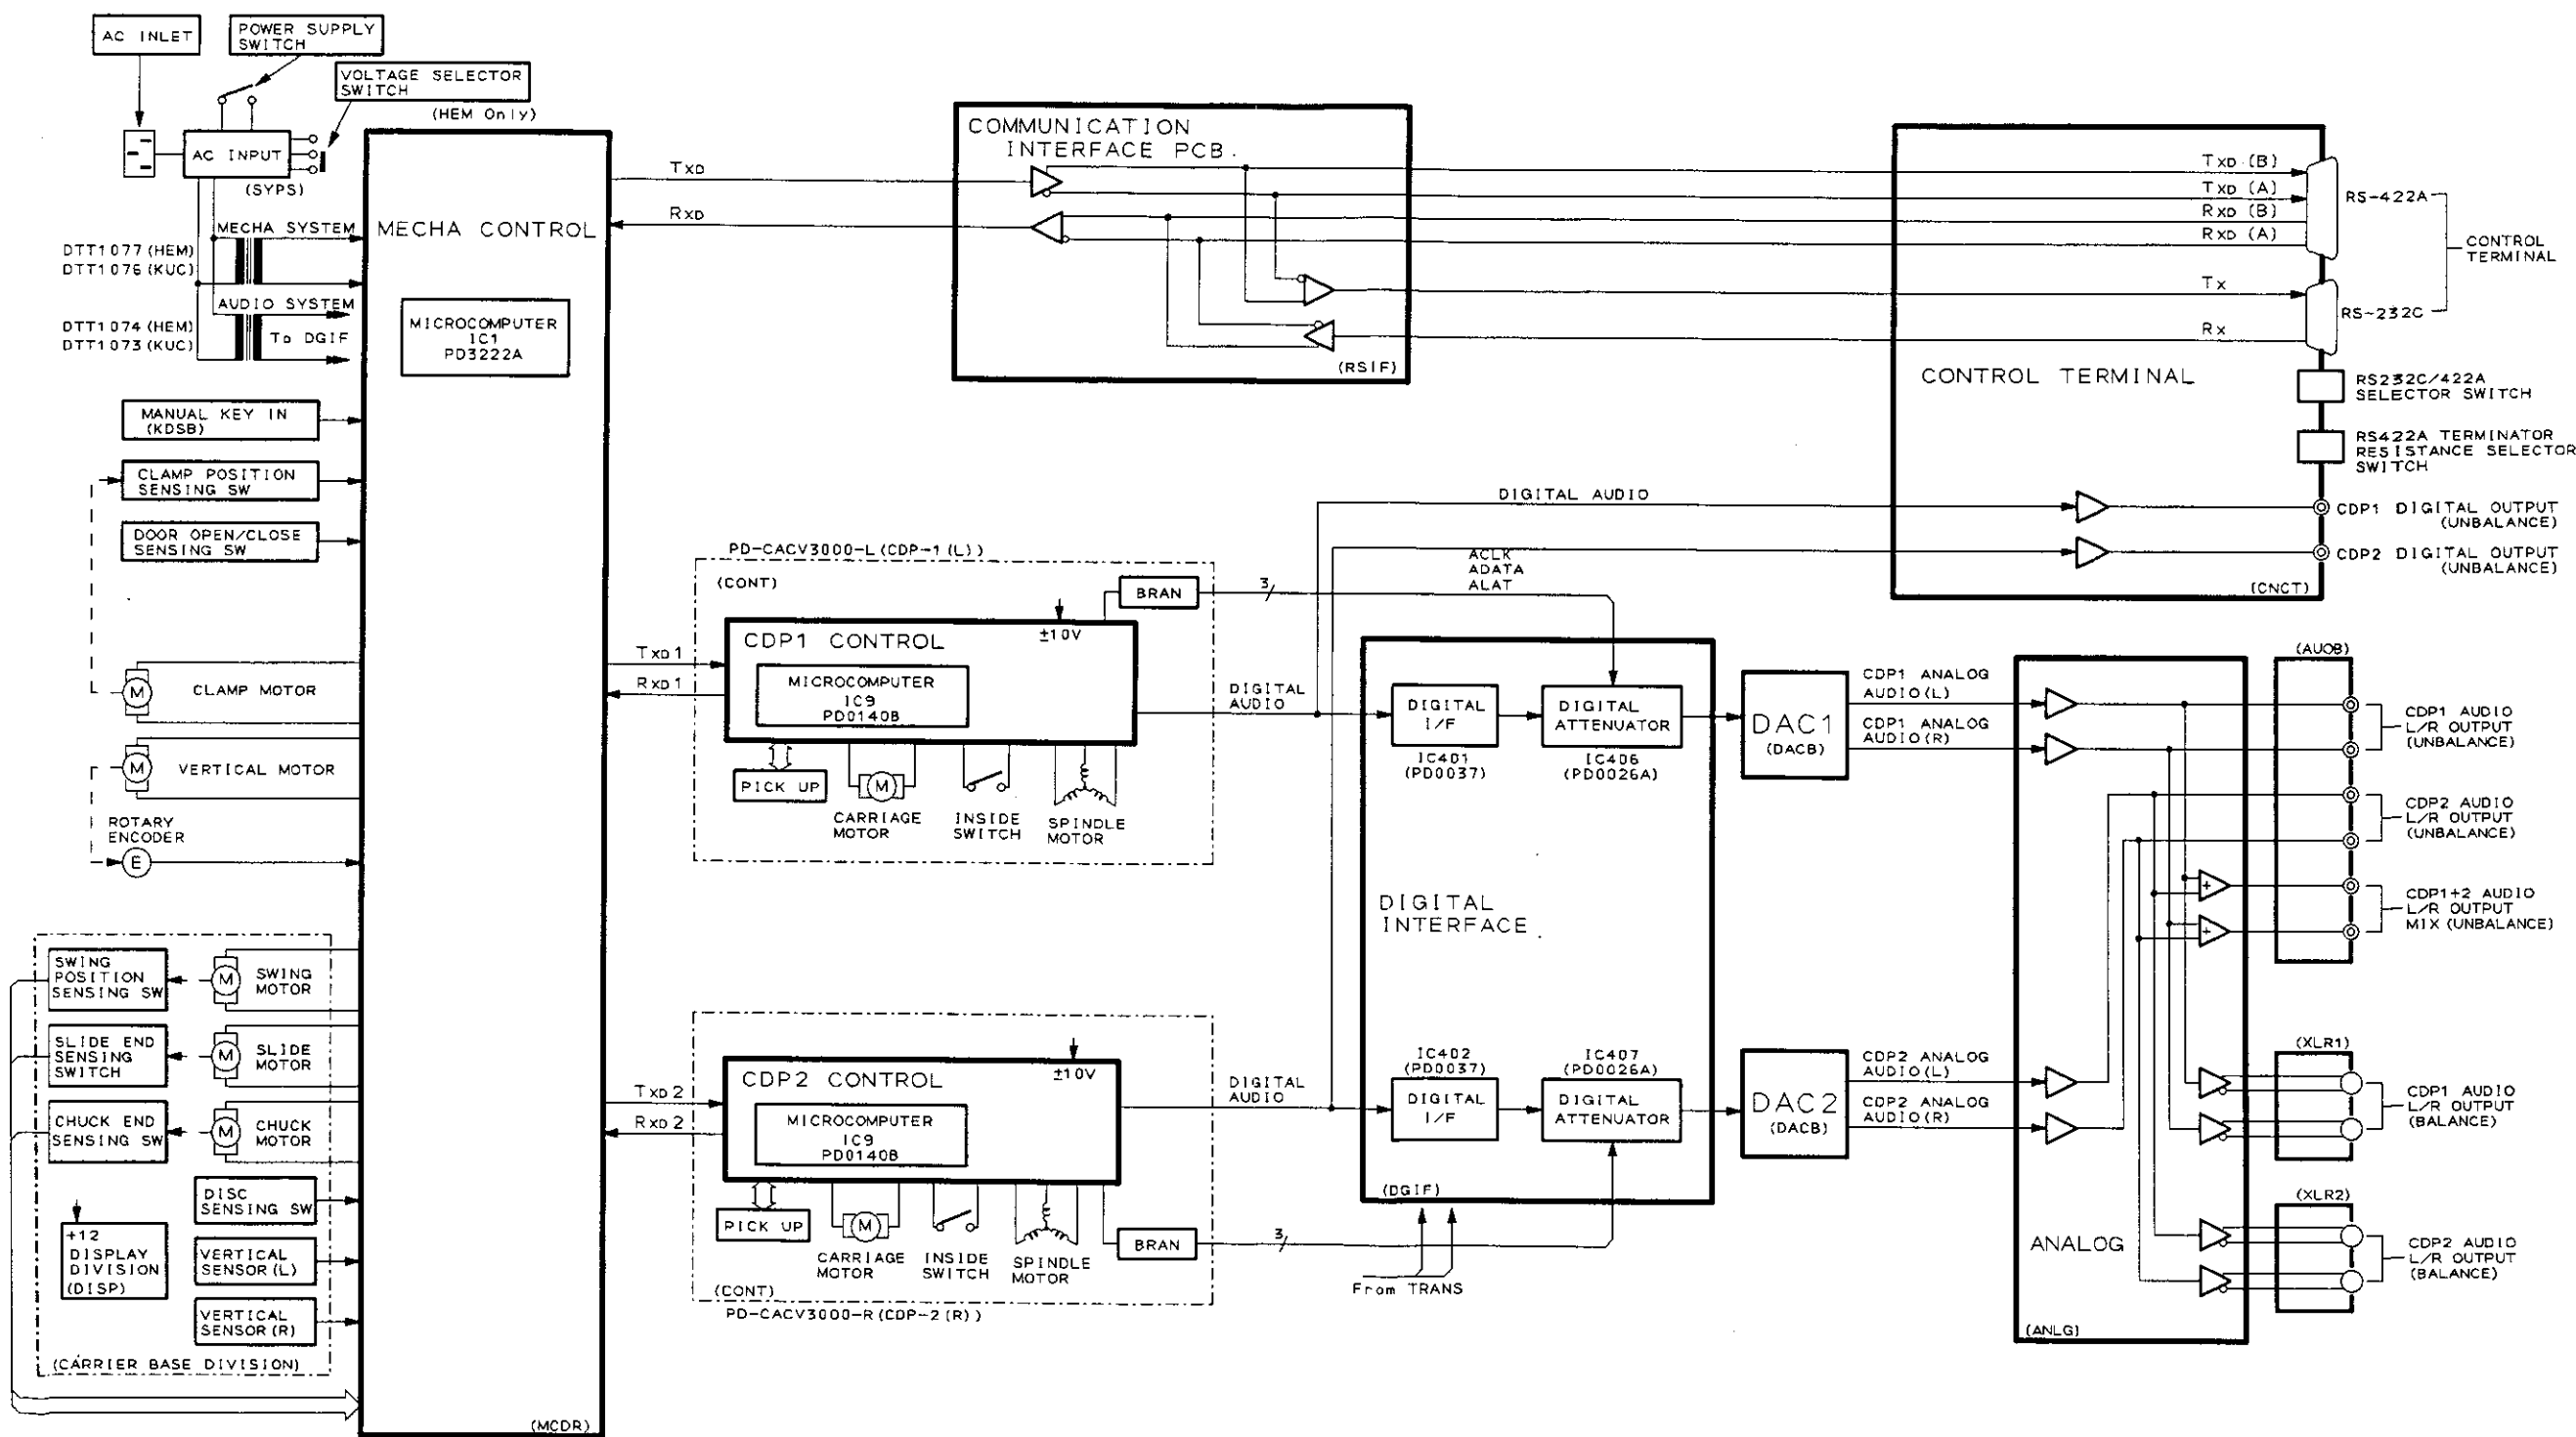 AC INLET
POWER SUPPLY
SWITCH
VOLTAGE SELECTOR
SWITCH
(HEM Only)
AC INPUT
(SYPS)
MECHA SYSTEM
DTT1077(HEM)
DTT1076(KUC)
AUDIO SYSTEM
DTT1074(HEM)
DTT1073(KUC)
To DGIF
MANUAL KEY IN
(KDSB)
CLAMP POSITION
SENSING SW
DOOR OPEN/CLOSE
SENSING SW
M
CLAMP MOTOR
M
VERTICAL MOTOR
ROTARY
ENCODER
E
SWING
POSITION
SENSING SW
M
SWING
MOTOR
SLIDE END
SENSING
SWITCH
M
SLIDE
MOTOR
CHUCK END
SENSING SW
M
CHUCK
MOTOR
DISC
SENSING SW
+12
DISPLAY
DIVISION
(DISP)
VERTICAL
SENSOR(L)
VERTICAL
SENSOR(R)
(CARRIER BASE DIVISION)
MECHA CONTROL
MICROCOMPUTER
IC1
PD3222A
(MCDR)
TxD
RxD
COMMUNICATION
INTERFACE PCB.
(RSIF)
TxD (B)
TxD (A)
RxD (B)
RxD (A)
Tx
Rx
CONTROL TERMINAL
(CNCT)
RS-422A
RS-232C
CONTROL
TERMINAL
RS232C/422A
SELECTOR SWITCH
RS422A TERMINATOR
RESISTANCE SELECTOR
SWITCH
DIGITAL AUDIO
CDP1 DIGITAL OUTPUT
(UNBALANCE)
CDP2 DIGITAL OUTPUT
(UNBALANCE)
PD-CACV3000-L(CDP-1(L))
(CONT)
BRAN
3
ACLK
ADATA
ALAT
CDP1 CONTROL
±10V
MICROCOMPUTER
IC9
PD0140B
TxD1
RxD1
PICK UP
M
CARRIAGE
MOTOR
INSIDE
SWITCH
SPINDLE
MOTOR
DIGITAL
AUDIO
DIGITAL
I/F
IC401
(PD0037)
DIGITAL
ATTENUATOR
IC406
(PD0026A)
DIGITAL
INTERFACE.
IC402
(PD0037)
DIGITAL
I/F
IC407
(PD0026A)
DIGITAL
ATTENUATOR
(DGIF)
From TRANS
TxD2
RxD2
CDP2 CONTROL
±10V
MICROCOMPUTER
IC9
PD0140B
PICK UP
M
CARRIAGE
MOTOR
INSIDE
SWITCH
SPINDLE
MOTOR
BRAN
3
(CONT)
PD-CACV3000-R(CDP-2(R))
DIGITAL
AUDIO
DAC1
(DACB)
CDP1 ANALOG
AUDIO(L)
CDP1 ANALOG
AUDIO(R)
DAC2
(DACB)
CDP2 ANALOG
AUDIO(L)
CDP2 ANALOG
AUDIO(R)
ANALOG
(ANLG)
+
+
(AUOB)
CDP1 AUDIO
L/R OUTPUT
(UNBALANCE)
CDP2 AUDIO
L/R OUTPUT
(UNBALANCE)
CDP1+2 AUDIO
L/R OUTPUT
MIX(UNBALANCE)
(XLR1)
CDP1 AUDIO
L/R OUTPUT
(BALANCE)
(XLR2)
CDP2 AUDIO
L/R OUTPUT
(BALANCE)